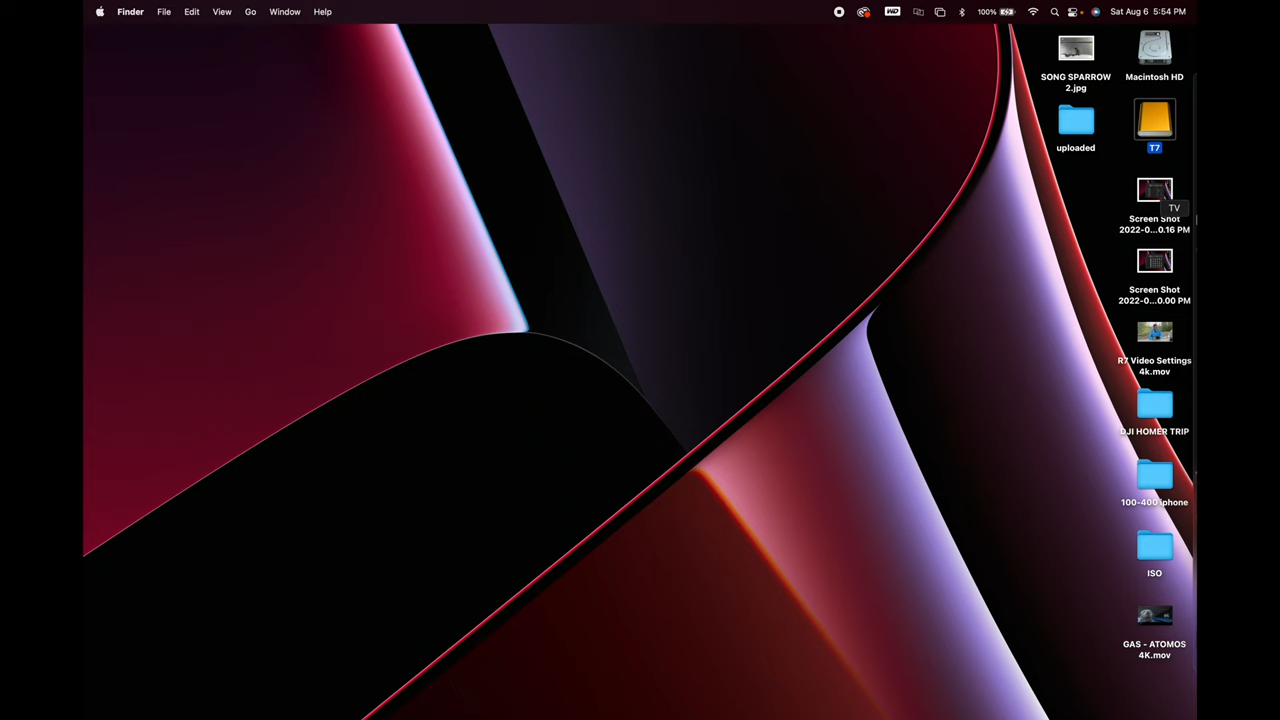 Finder File Edit View Go Window Help
WD 100% Sat Aug 6 5:54 PM
SONG SPARROW
2.jpg
Macintosh HD
uploaded
T7
TV
Screen Shot
2022-0...0.16 PM
Screen Shot
2022-0...0.00 PM
R7 Video Settings
4k.mov
DJI HOMER TRIP
100-400 iphone
ISO
GAS - ATOMOS
4K.mov